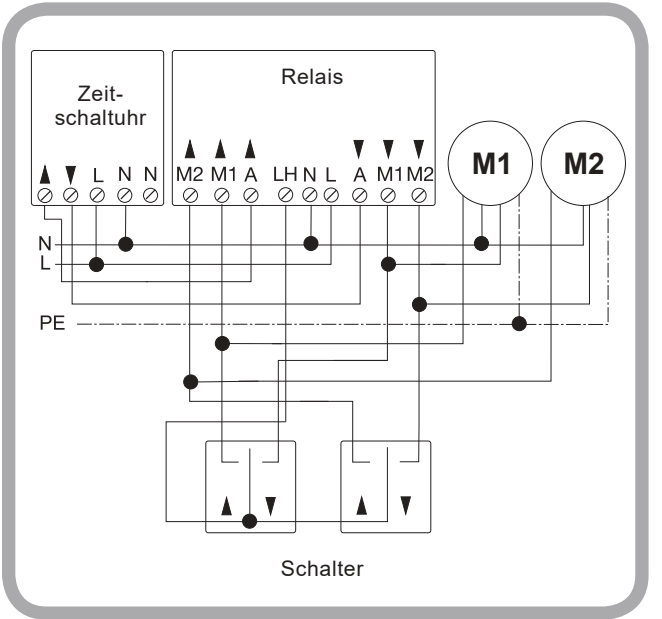 Zeit-
schaltuhr
L N N
Relais
M2 M1 A LH N L A M1 M2
M1
M2
N
L
PE
Schalter